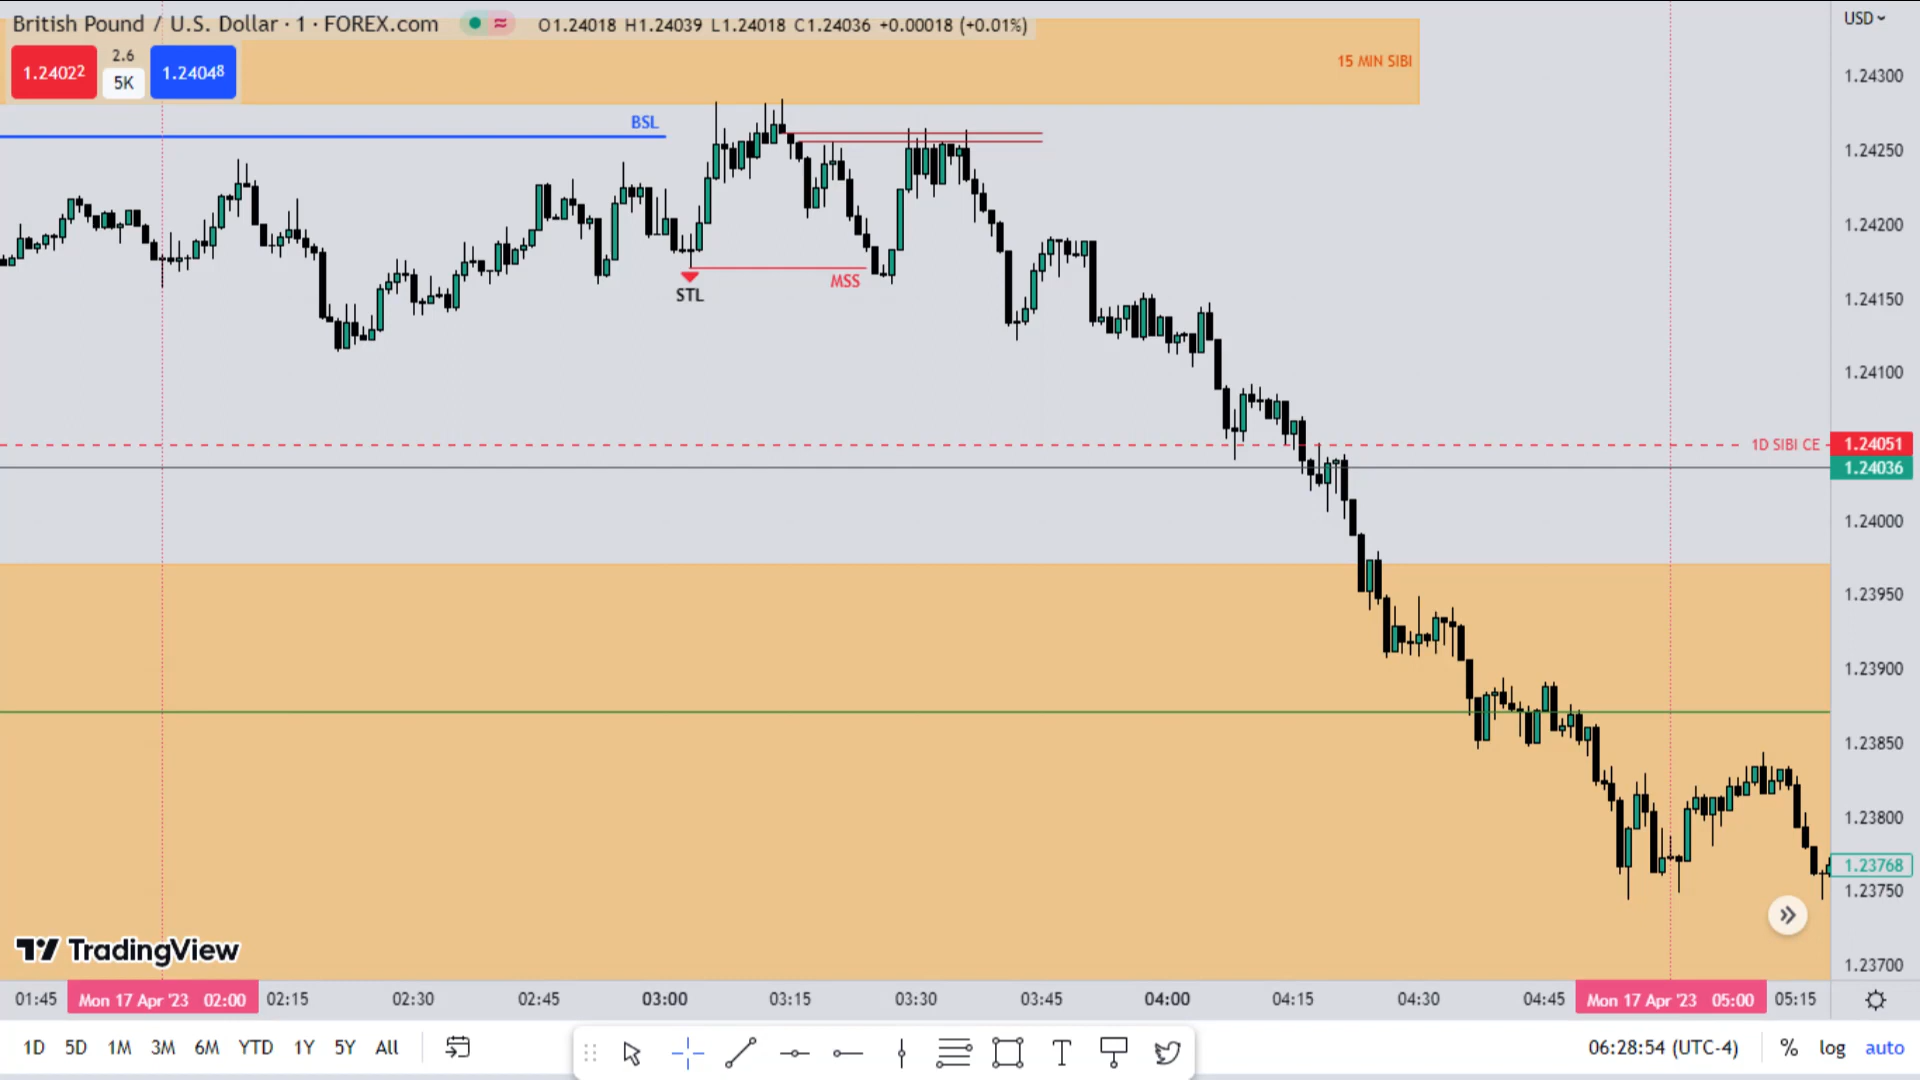 British Pound / U.S. Dollar · 1 · FOREX.com O1.24018 H1.24039 L1.24018 C1.24036 +0.00018 (+0.01%)
USD
1.24022 2.6 1.24048
5K
15 MIN SIBI
1.24300
BSL
1.24250
1.24200
MSS
STL
1.24150
1.24100
1D SIBI CE 1.24051
1.24036
1.24000
1.23950
1.23900
1.23850
1.23800
1.23768
1.23750
TradingView
1.23700
01:45 Mon 17 Apr '23 02:00 02:15 02:30 02:45 03:00 03:15 03:30 03:45 04:00 04:15 04:30 04:45 Mon 17 Apr '23 05:00 05:15
1D 5D 1M 3M 6M YTD 1Y 5Y All 06:28:54 (UTC-4) % log auto